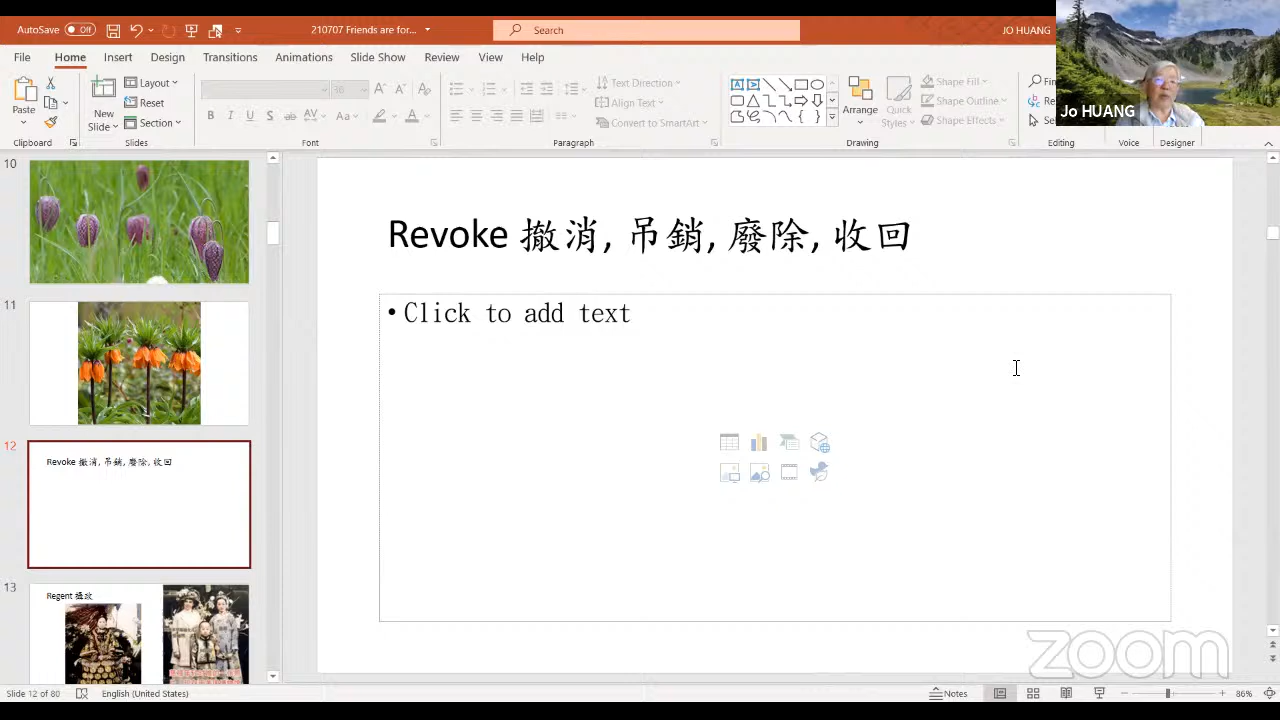 AutoSave Off
210707 Friends are for...
Search
JO HUANG
File Home Insert Design Transitions Animations Slide Show Review View Help
Paste
New Slide
Layout
Reset
Section
Text Direction
Align Text
Convert to SmartArt
Arrange
Quick Styles
Shape Fill
Shape Outline
Shape Effects
Jo HUANG
Clipboard Slides Font Paragraph Drawing Editing Voice Designer
10
11
12
Revoke 撤消, 吊銷, 廢除, 收回
13
Regent 攝政
Revoke 撤消, 吊銷, 廢除, 收回
• Click to add text
zoom
Slide 12 of 80 English (United States) Notes 86%